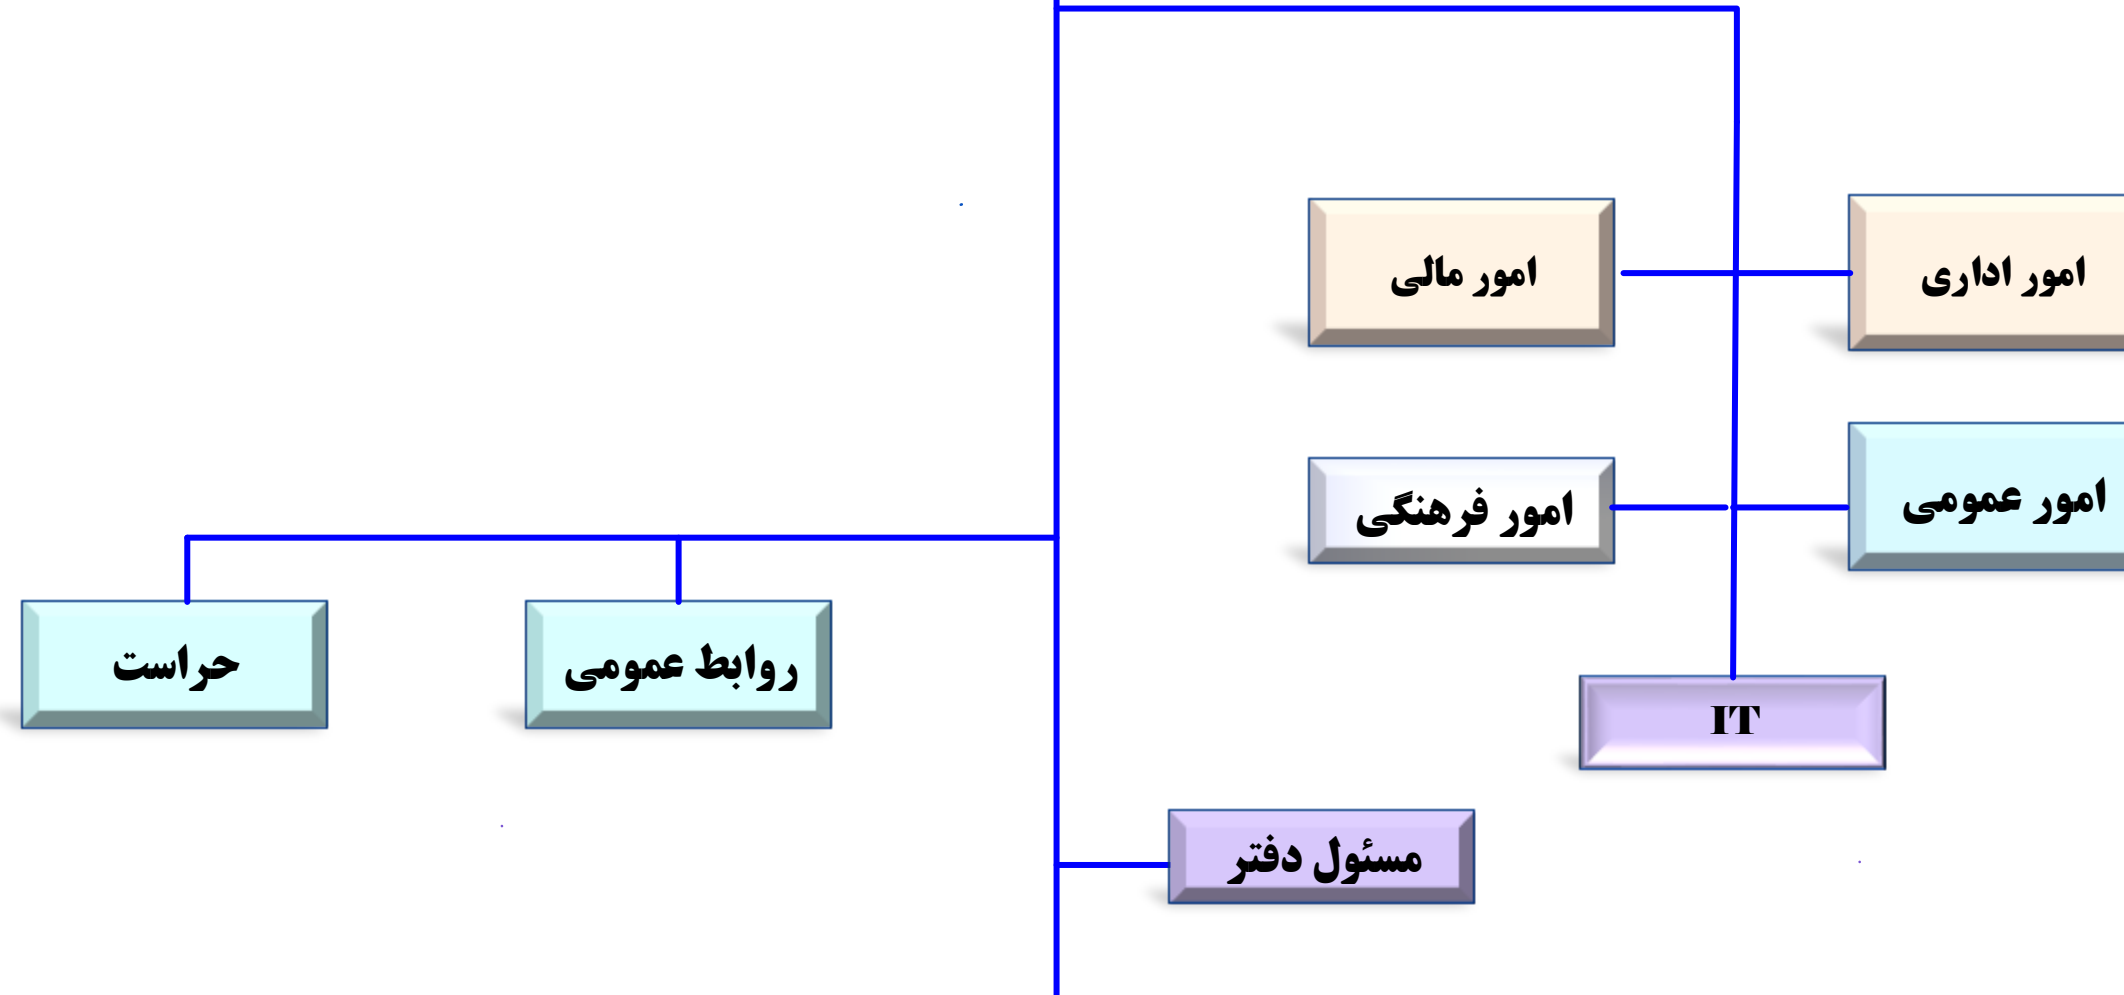 امور اداری
امور مالی
امور عمومی
امور فرهنگی
روابط عمومی
حراست
IT
مسئول دفتر